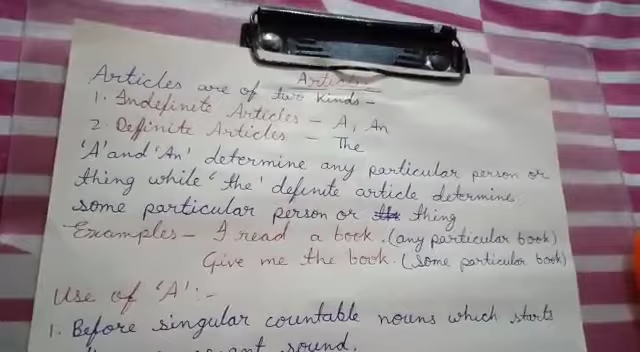 Articles
Articles are of two kinds-
1. Indefinite Articles - A, An
2. Definite Articles - The
'A' and 'An' determine any particular person or
thing while 'the' definite article determine
some particular person or thing
Examples - I read a book. (any particular book)
Give me the book. (some particular book)
Use of 'A' :-
1. Before singular countable nouns which starts
sound.